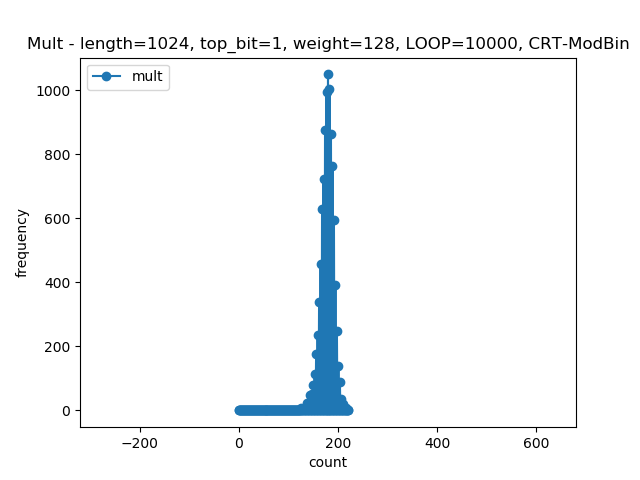 Mult - length=1024, top_bit=1, weight=128, LOOP=10000, CRT-ModBin
mult
1000
800
600
400
200
0
frequency
−200
0
200
400
600
count